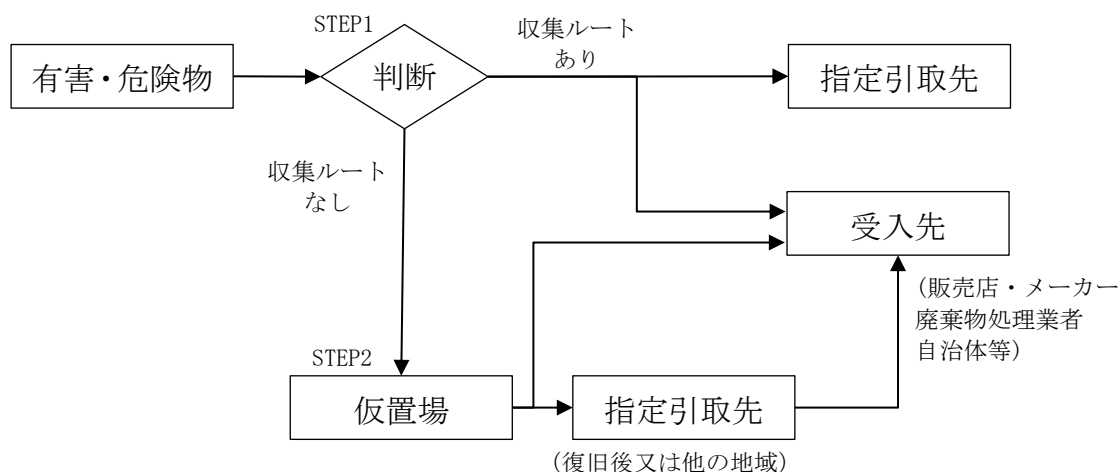 STEP1
収集ルート
あり
有害・危険物
判断
指定引取先
収集ルート
なし
受入先
(販売店・メーカー
廃棄物処理業者
自治体等)
STEP2
仮置場
指定引取先
(復旧後又は他の地域)